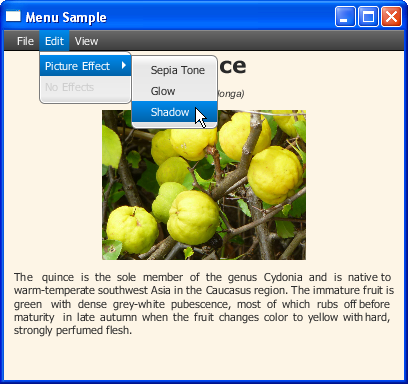 Menu Sample
File Edit View
Picture Effect
No Effects
Sepia Tone
Glow
Shadow
ce
longa)
The quince is the sole member of the genus Cydonia and is native to
warm-temperate southwest Asia in the Caucasus region. The immature fruit is
green with dense grey-white pubescence, most of which rubs off before
maturity in late autumn when the fruit changes color to yellow with hard,
strongly perfumed flesh.